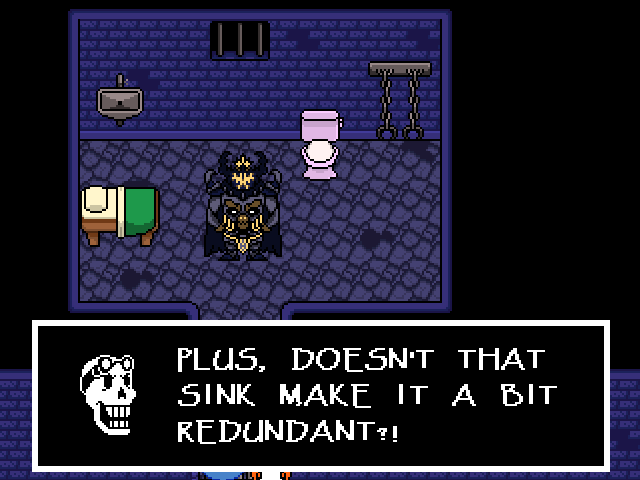 PLUS, DOESN'T THAT
SINK MAKE IT A BIT
REDUNDANT?!